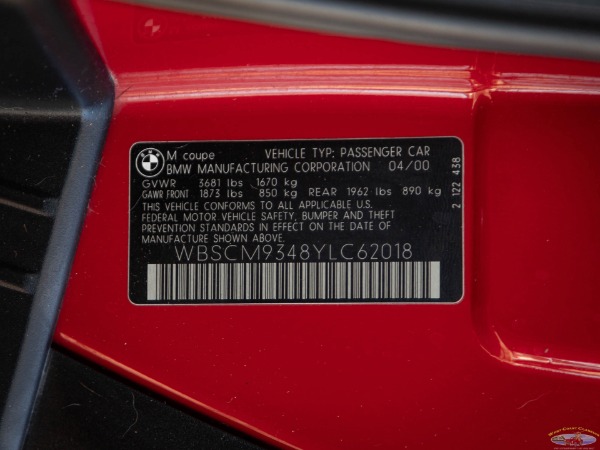 BMW
M coupe VEHICLE TYP: PASSENGER CAR
BMW MANUFACTURING CORPORATION 04/00
GVWR 3681 lbs 1670 kg
GAWR FRONT 1873 lbs 850 kg REAR 1962 lbs 890 kg
THIS VEHICLE CONFORMS TO ALL APPLICABLE U.S.
FEDERAL MOTOR VEHICLE SAFETY, BUMPER AND THEFT
PREVENTION STANDARDS IN EFFECT ON THE DATE OF
MANUFACTURE SHOWN ABOVE.
WBSCM9348YLC62018
2 122 438